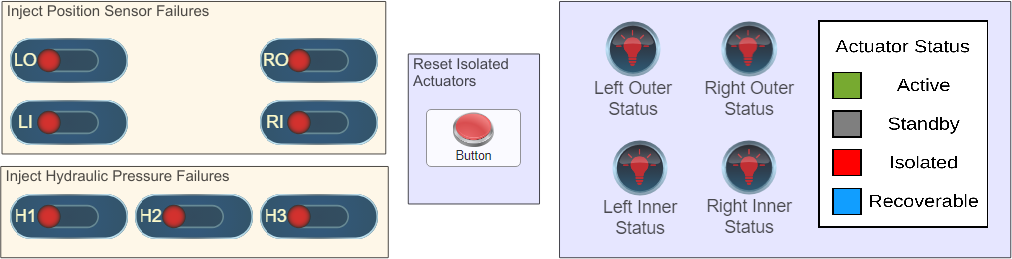 Inject Position Sensor Failures
LO
RO
LI
RI
Inject Hydraulic Pressure Failures
H1
H2
H3
Reset Isolated
Actuators
Button
Left Outer
Status
Right Outer
Status
Left Inner
Status
Right Inner
Status
Actuator Status
Active
Standby
Isolated
Recoverable